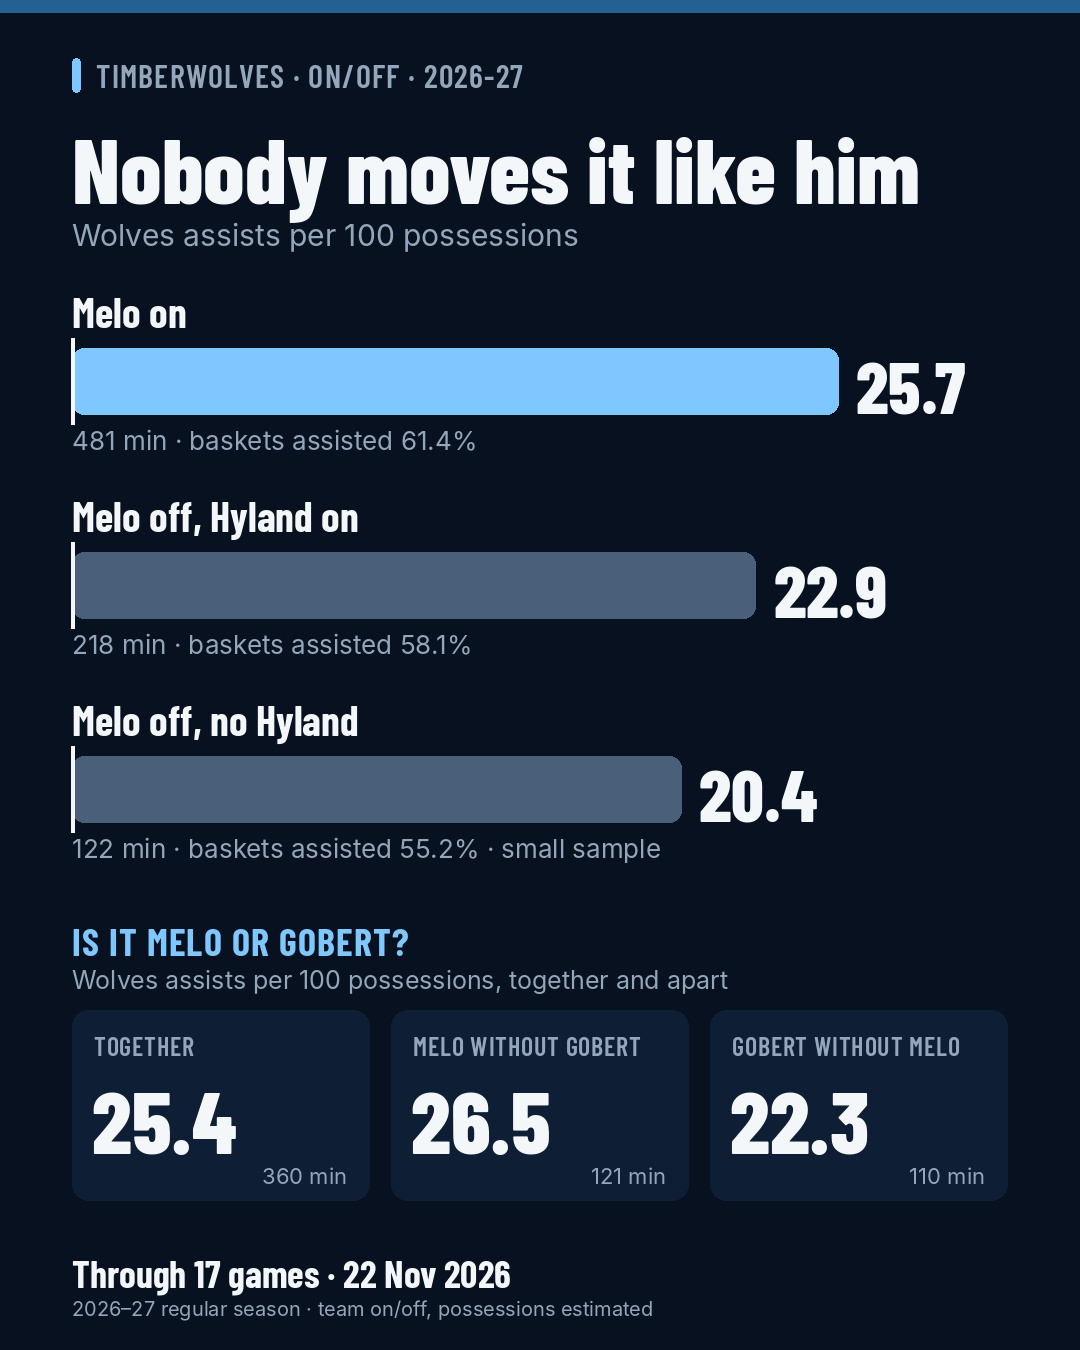 TIMBERWOLVES · ON/OFF · 2026-27
Nobody moves it like him
Wolves assists per 100 possessions
Melo on
25.7
481 min · baskets assisted 61.4%
Melo off, Hyland on
22.9
218 min · baskets assisted 58.1%
Melo off, no Hyland
20.4
122 min · baskets assisted 55.2% · small sample
IS IT MELO OR GOBERT?
Wolves assists per 100 possessions, together and apart
TOGETHER
25.4
360 min
MELO WITHOUT GOBERT
26.5
121 min
GOBERT WITHOUT MELO
22.3
110 min
Through 17 games · 22 Nov 2026
2026–27 regular season · team on/off, possessions estimated